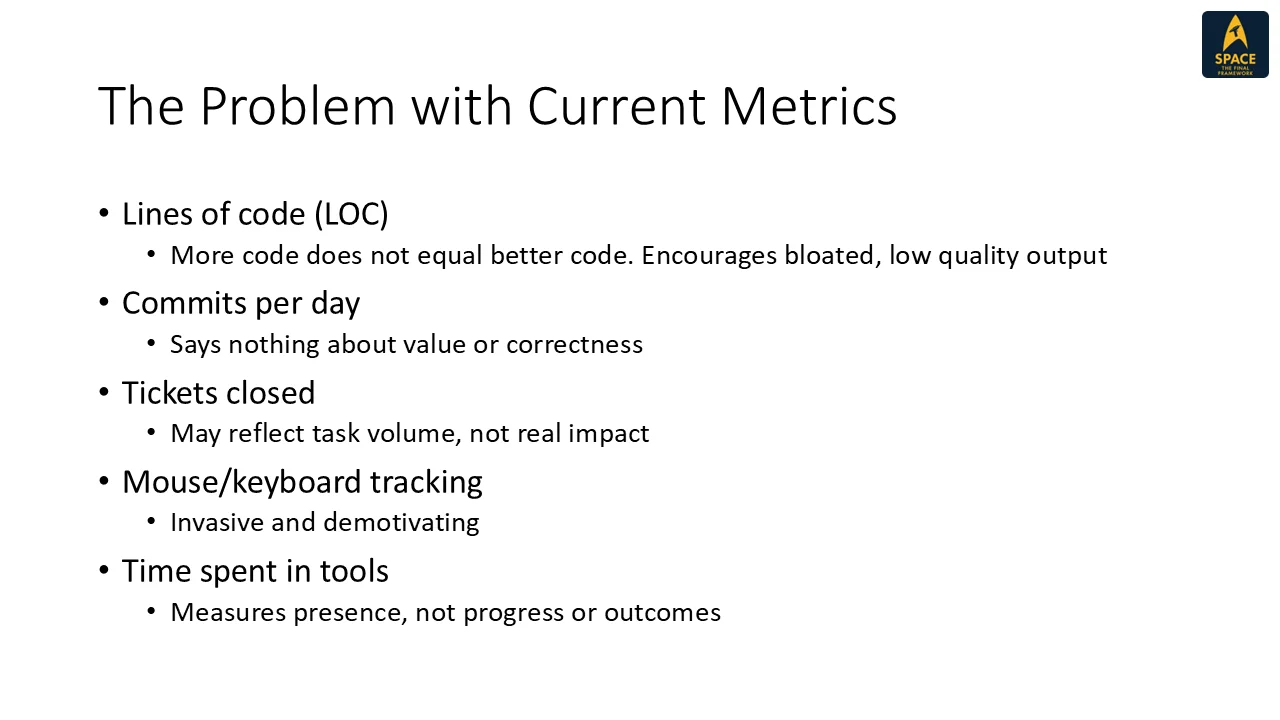 SPACE
THE FINAL
FRAMEWORK
The Problem with Current Metrics
• Lines of code (LOC)
• More code does not equal better code. Encourages bloated, low quality output
• Commits per day
• Says nothing about value or correctness
• Tickets closed
• May reflect task volume, not real impact
• Mouse/keyboard tracking
• Invasive and demotivating
• Time spent in tools
• Measures presence, not progress or outcomes